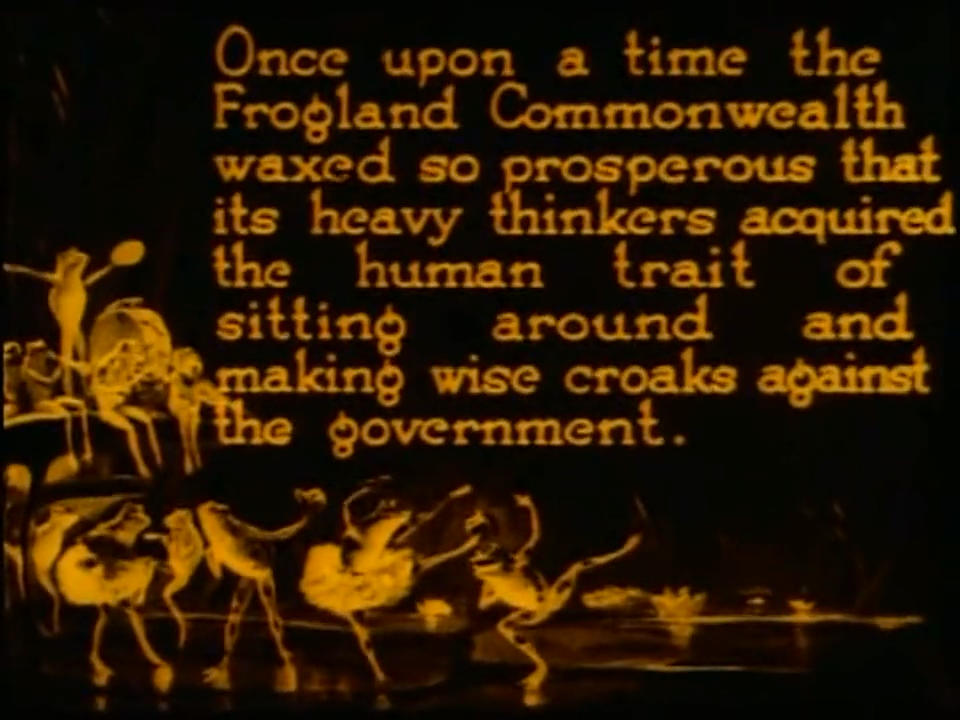 Once upon a time the
Frogland Commonwealth
waxed so prosperous that
its heavy thinkers acquired
the human trait of
sitting around and
making wise croaks against
the government.